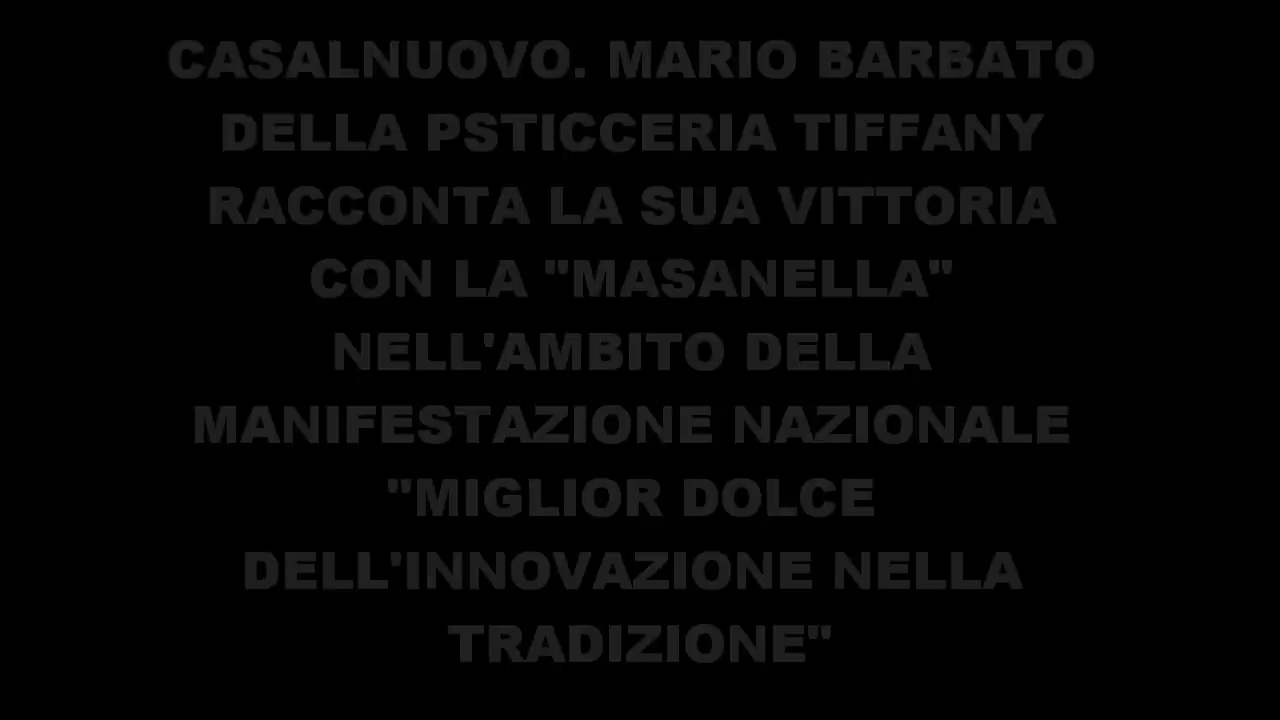 CASALNUOVO. MARIO BARBATO
DELLA PSTICCERIA TIFFANY
RACCONTA LA SUA VITTORIA
CON LA "MASANELLA"
NELL'AMBITO DELLA
MANIFESTAZIONE NAZIONALE
"MIGLIOR DOLCE
DELL'INNOVAZIONE NELLA
TRADIZIONE"